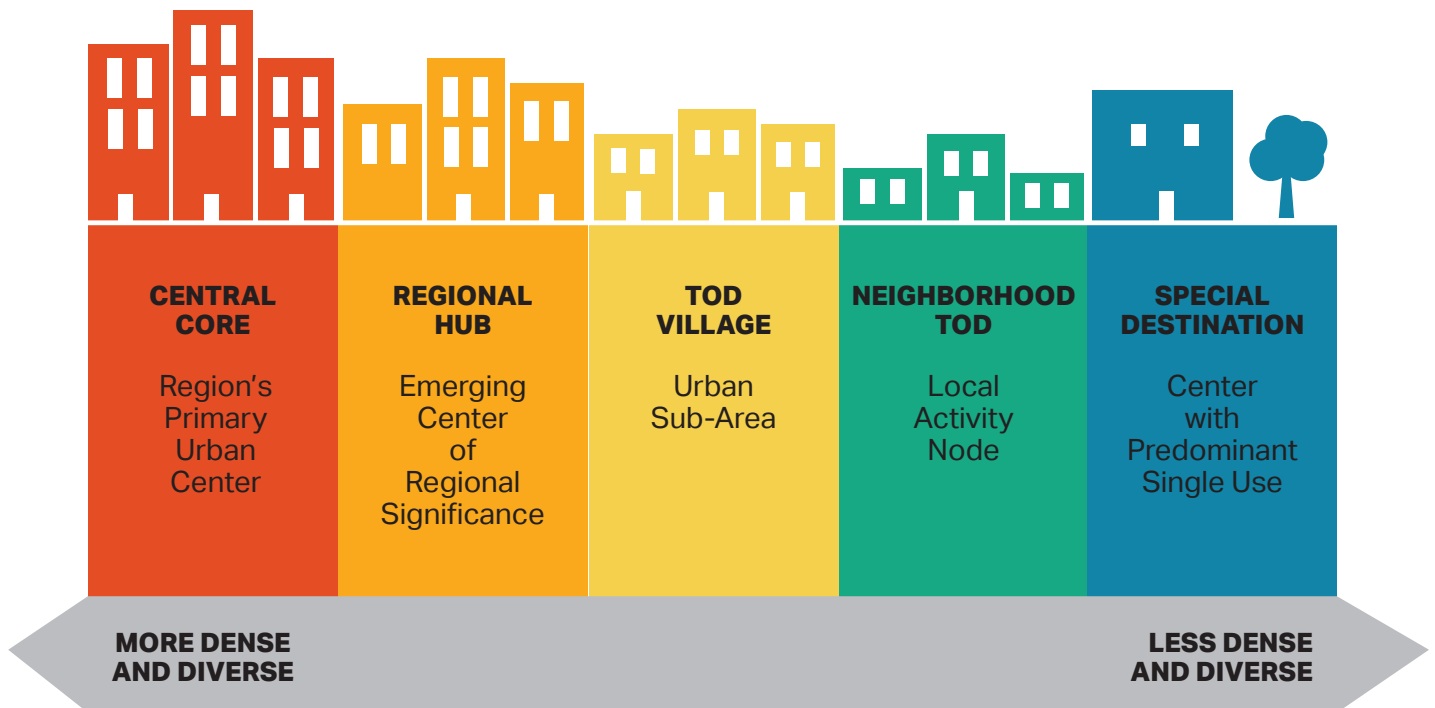 CENTRAL
CORE
Region's
Primary
Urban
Center
REGIONAL
HUB
Emerging
Center
of
Regional
Significance
TOD
VILLAGE
Urban
Sub-Area
NEIGHBORHOOD
TOD
Local
Activity
Node
SPECIAL
DESTINATION
Center
with
Predominant
Single Use
MORE DENSE
AND DIVERSE
LESS DENSE
AND DIVERSE